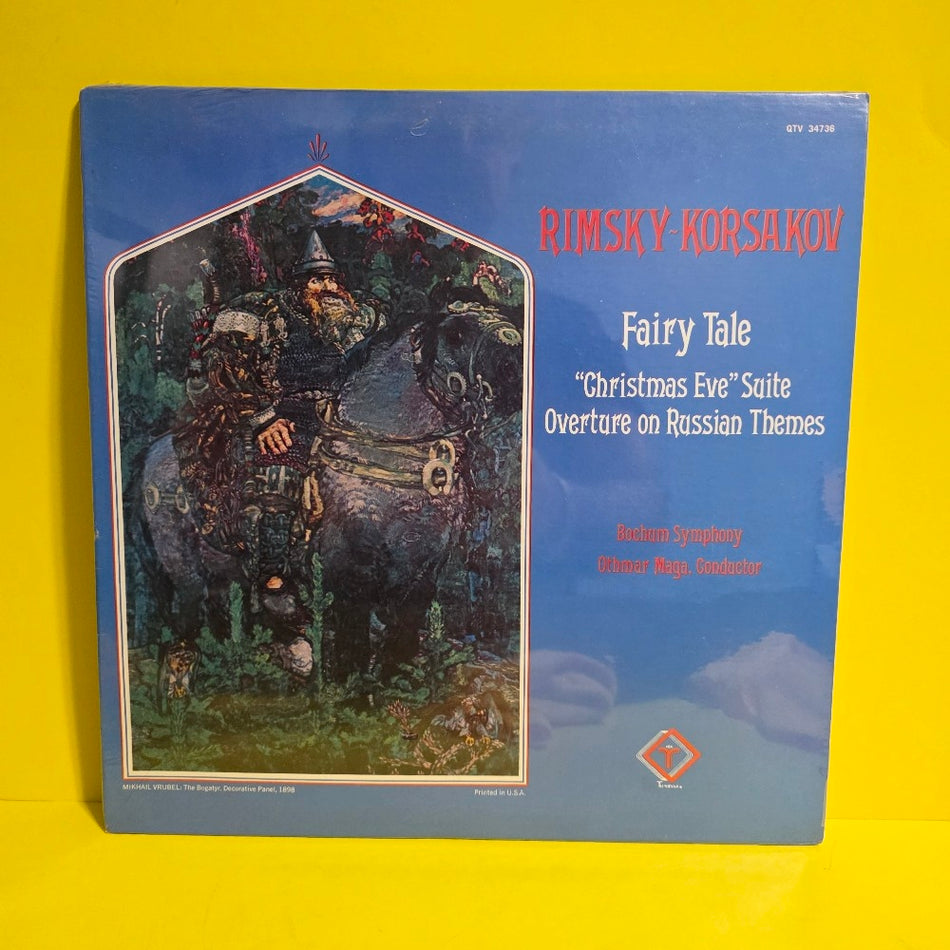 QTV 34736
RIMSKY-KORSAKOV
Fairy Tale
"Christmas Eve" Suite
Overture on Russian Themes
Bochum Symphony
Othmar Maga, Conductor
MIKHAIL VRUBEL: The Bogatyr, Decorative Panel, 1898
Printed in U.S.A.